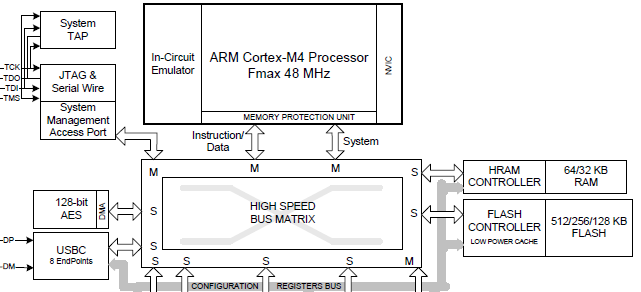 System
TAP
TCK
TDO
TDI
TMS
JTAG &
Serial Wire
System
Management
Access Port
In-Circuit
Emulator
ARM Cortex-M4 Processor
Fmax 48 MHz
NVIC
MEMORY PROTECTION UNIT
Instruction/
Data
System
M
M
M
S
HRAM
CONTROLLER
64/32 KB
RAM
128-bit
AES
DMA
S
HIGH SPEED
BUS MATRIX
S
FLASH
CONTROLLER
LOW POWER CACHE
512/256/128 KB
FLASH
DP
DM
USBC
8 EndPoints
S
S
S
S
S
M
CONFIGURATION
REGISTERS BUS